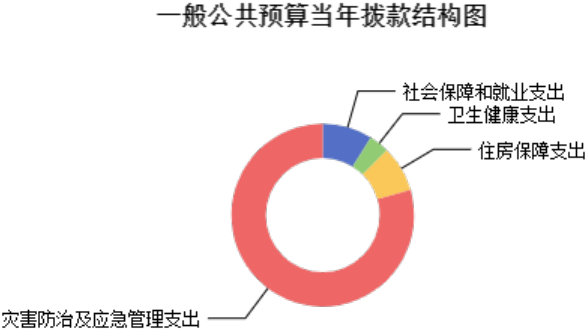 一般公共预算当年拨款结构图
社会保障和就业支出
卫生健康支出
住房保障支出
灾害防治及应急管理支出